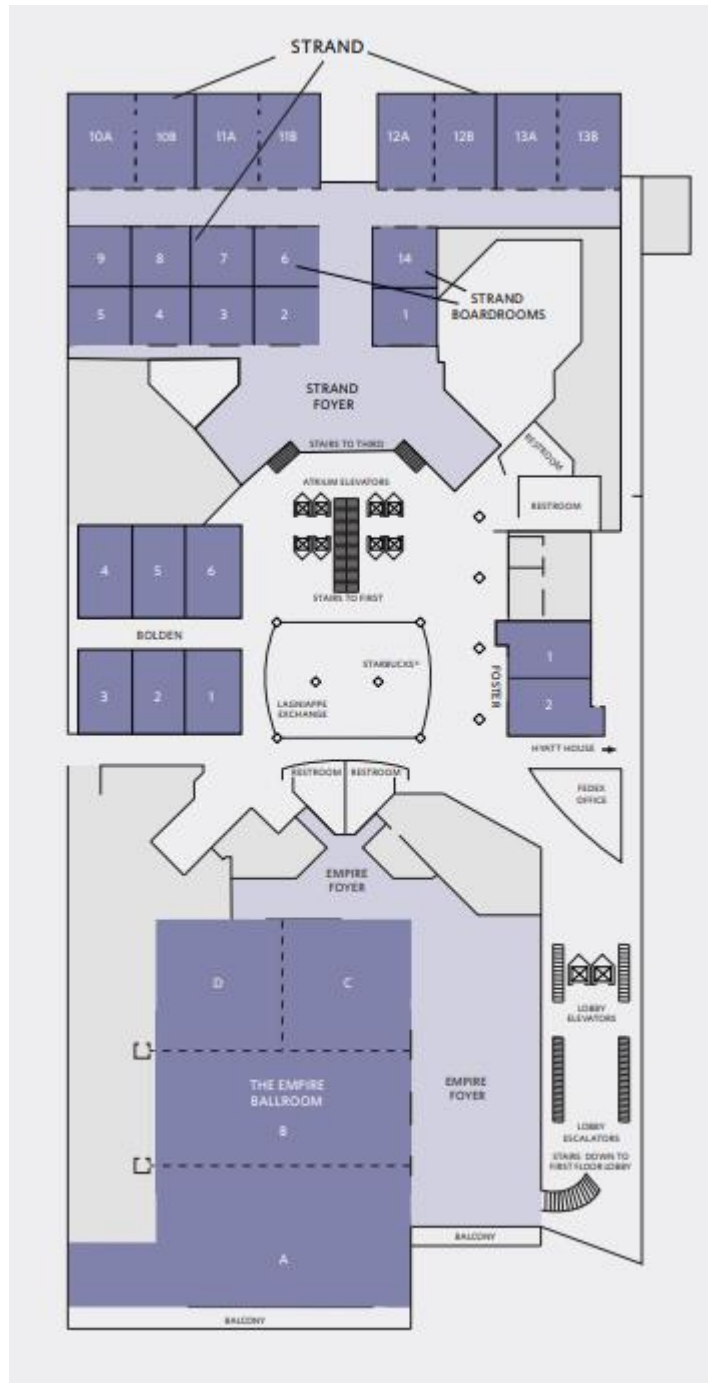 STRAND
10A
10B
11A
11B
12A
12B
13A
13B
9
8
7
6
14
5
4
3
2
1
STRAND
BOARDROOMS
STRAND
FOYER
STAIRS TO THIRD
RESTROOM
ATRIUM ELEVATORS
RESTROOM
4
5
6
STAIRS TO FIRST
BOLDEN
STARBUCKS®
3
2
1
LAGNIAPPE
EXCHANGE
FOSTER
1
2
HYATT HOUSE
RESTROOM
RESTROOM
FEDEX
OFFICE
EMPIRE
FOYER
D
C
LOBBY
ELEVATORS
THE EMPIRE
BALLROOM
B
EMPIRE
FOYER
LOBBY
ESCALATORS
STAIRS DOWN TO
FIRST FLOOR LOBBY
BALCONY
A
BALCONY